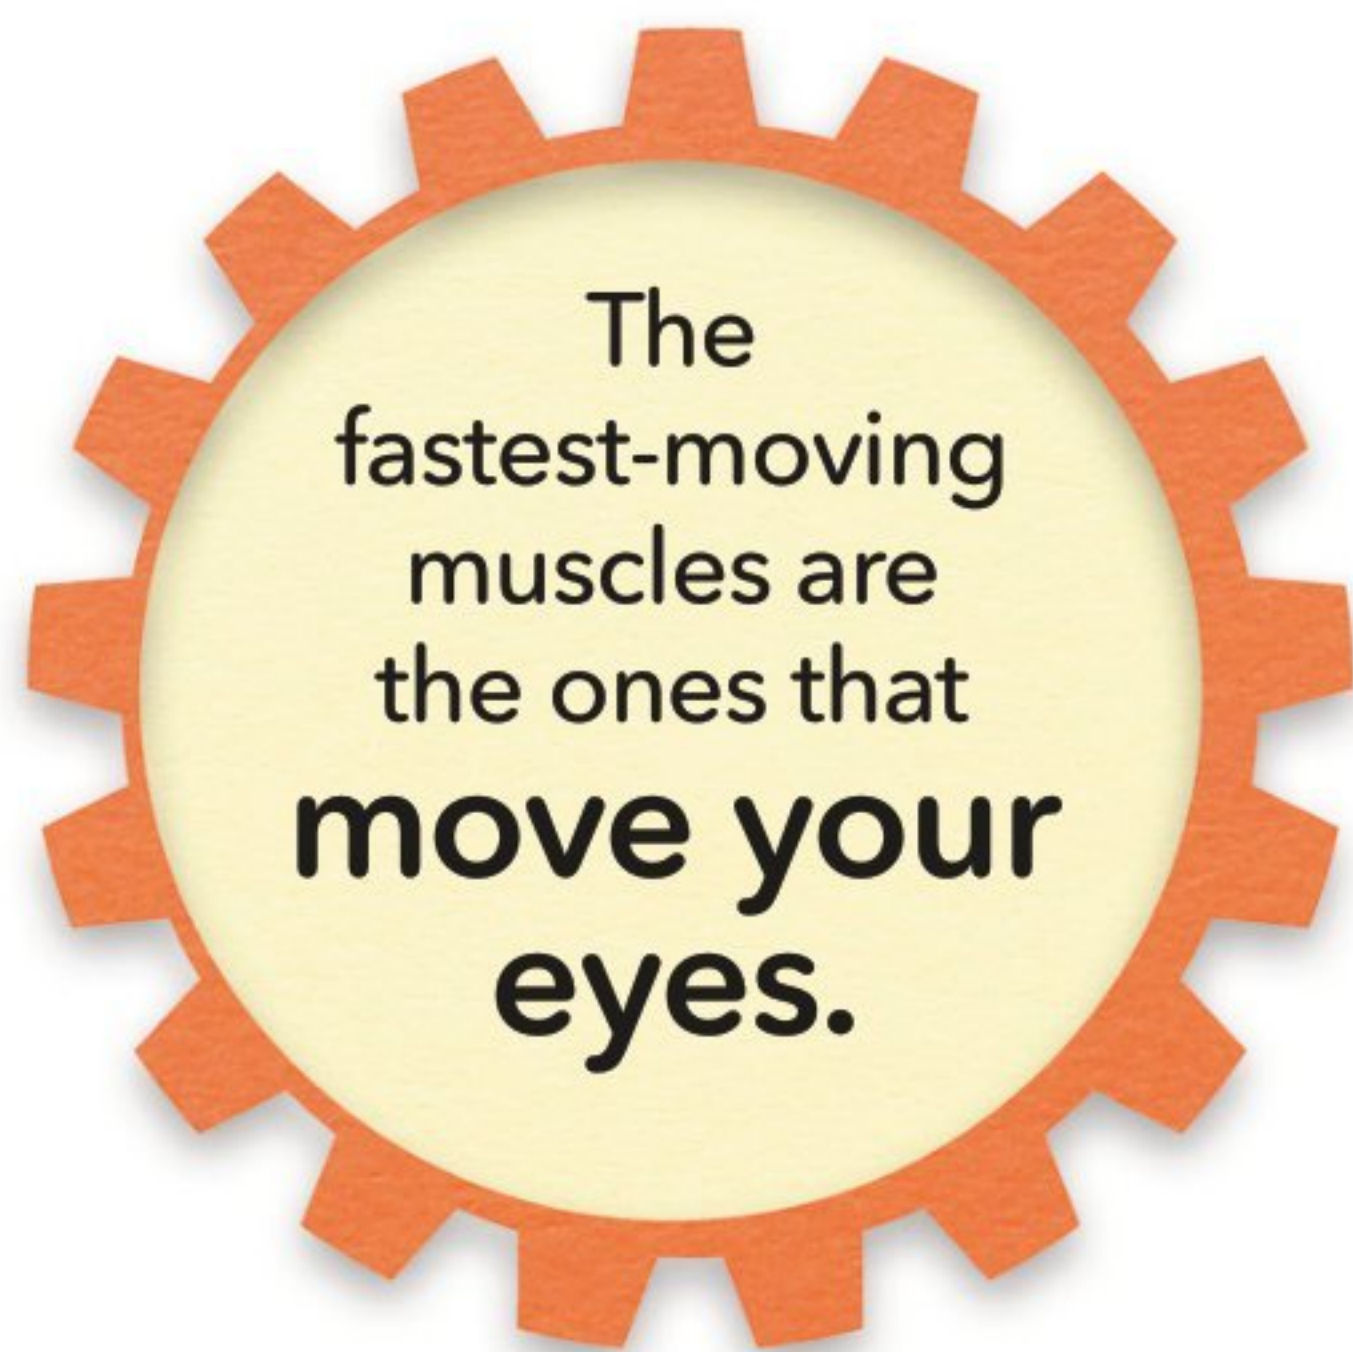 The
fastest-moving
muscles are
the ones that
move your
eyes.